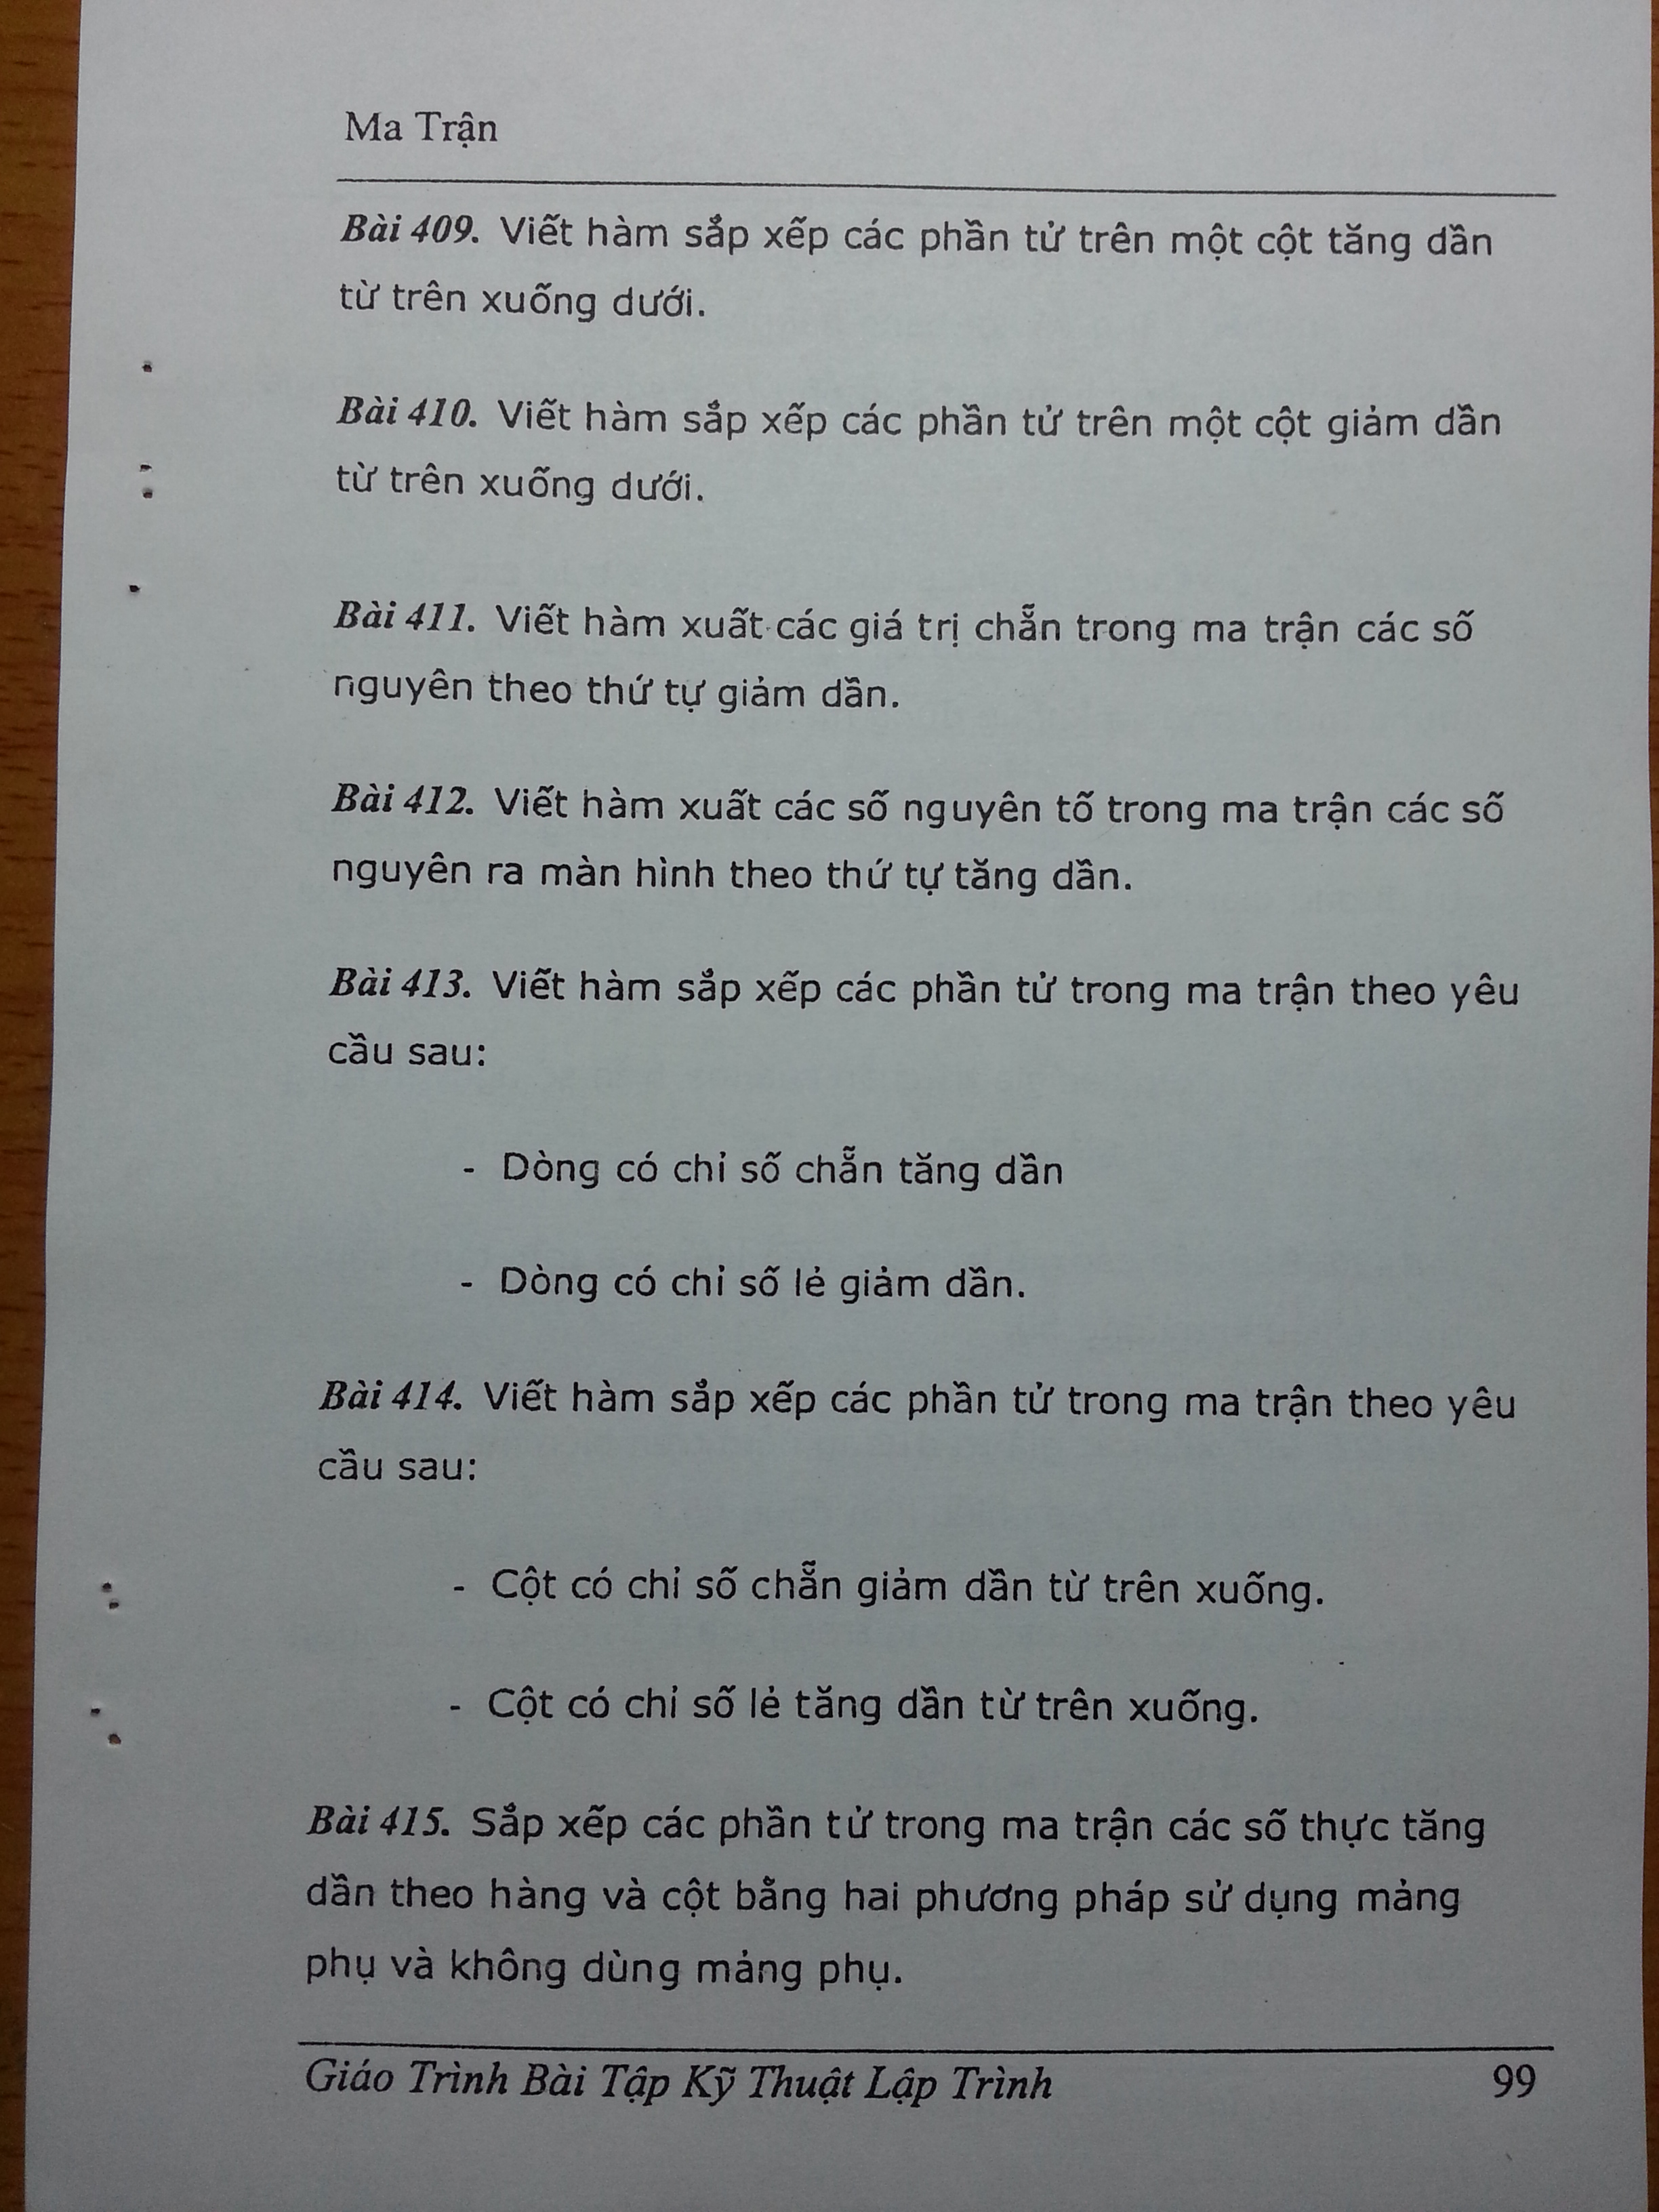 Ma Trận
Bài 409. Viết hàm sắp xếp các phần tử trên một cột tăng dần
từ trên xuống dưới.
Bài 410. Viết hàm sắp xếp các phần tử trên một cột giảm dần
từ trên xuống dưới.
Bài 411. Viết hàm xuất các giá trị chẵn trong ma trận các số
nguyên theo thứ tự giảm dần.
Bài 412. Viết hàm xuất các số nguyên tố trong ma trận các số
nguyên ra màn hình theo thứ tự tăng dần.
Bài 413. Viết hàm sắp xếp các phần tử trong ma trận theo yêu
cầu sau:
- Dòng có chỉ số chẵn tăng dần
- Dòng có chỉ số lẻ giảm dần.
Bài 414. Viết hàm sắp xếp các phần tử trong ma trận theo yêu
cầu sau:
- Cột có chỉ số chẵn giảm dần từ trên xuống.
- Cột có chỉ số lẻ tăng dần từ trên xuống.
Bài 415. Sắp xếp các phần tử trong ma trận các số thực tăng
dần theo hàng và cột bằng hai phương pháp sử dụng mảng
phụ và không dùng mảng phụ.
Giáo Trình Bài Tập Kỹ Thuật Lập Trình 99